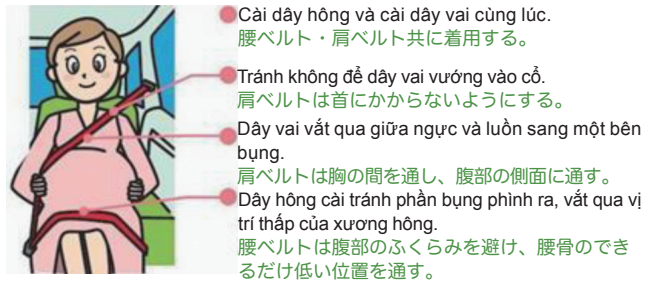 Cài dây hông và cài dây vai cùng lúc.
腰ベルト・肩ベルト共に着用する。
Tránh không để dây vai vướng vào cổ.
肩ベルトは首にかからないようにする。
Dây vai vắt qua giữa ngực và luồn sang một bên
bụng.
肩ベルトは胸の間を通し、腹部の側面に通す。
Dây hông cài tránh phần bụng phình ra, vắt qua vị
trí thấp của xương hông.
腰ベルトは腹部のふくらみを避け、腰骨のでき
るだけ低い位置を通す。